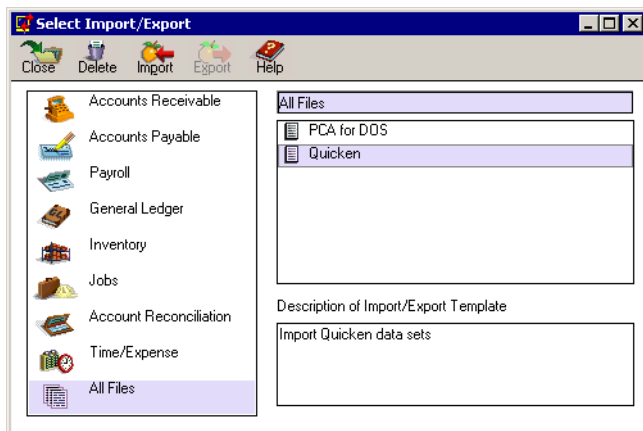 Select Import/Export
Close Delete Import Export Help
Accounts Receivable
Accounts Payable
Payroll
General Ledger
Inventory
Jobs
Account Reconciliation
Time/Expense
All Files
All Files
PCA for DOS
Quicken
Description of Import/Export Template
Import Quicken data sets